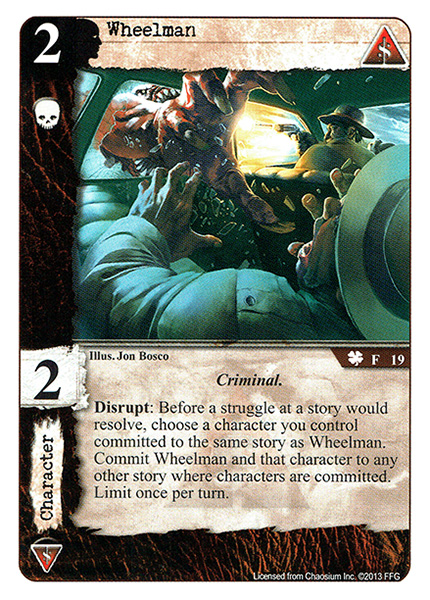 2
Wheelman
Illus. Jon Bosco
F 19
2
Criminal.
Disrupt: Before a struggle at a story would
resolve, choose a character you control
committed to the same story as Wheelman.
Commit Wheelman and that character to any
other story where characters are committed.
Limit once per turn.
Character
Licensed from Chaosium Inc. ©2013 FFG